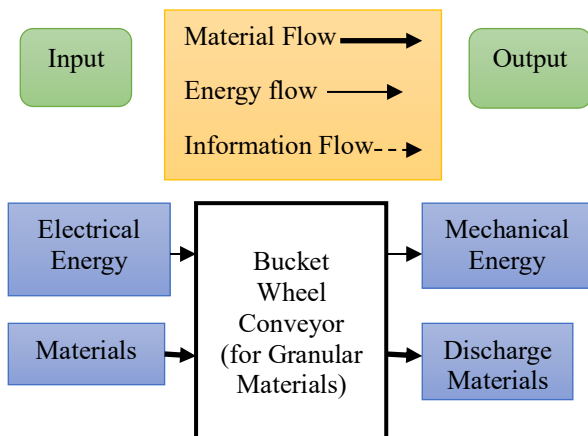 Input
Material Flow
Energy flow
Information Flow
Output
Electrical
Energy
Materials
Bucket
Wheel
Conveyor
(for Granular
Materials)
Mechanical
Energy
Discharge
Materials